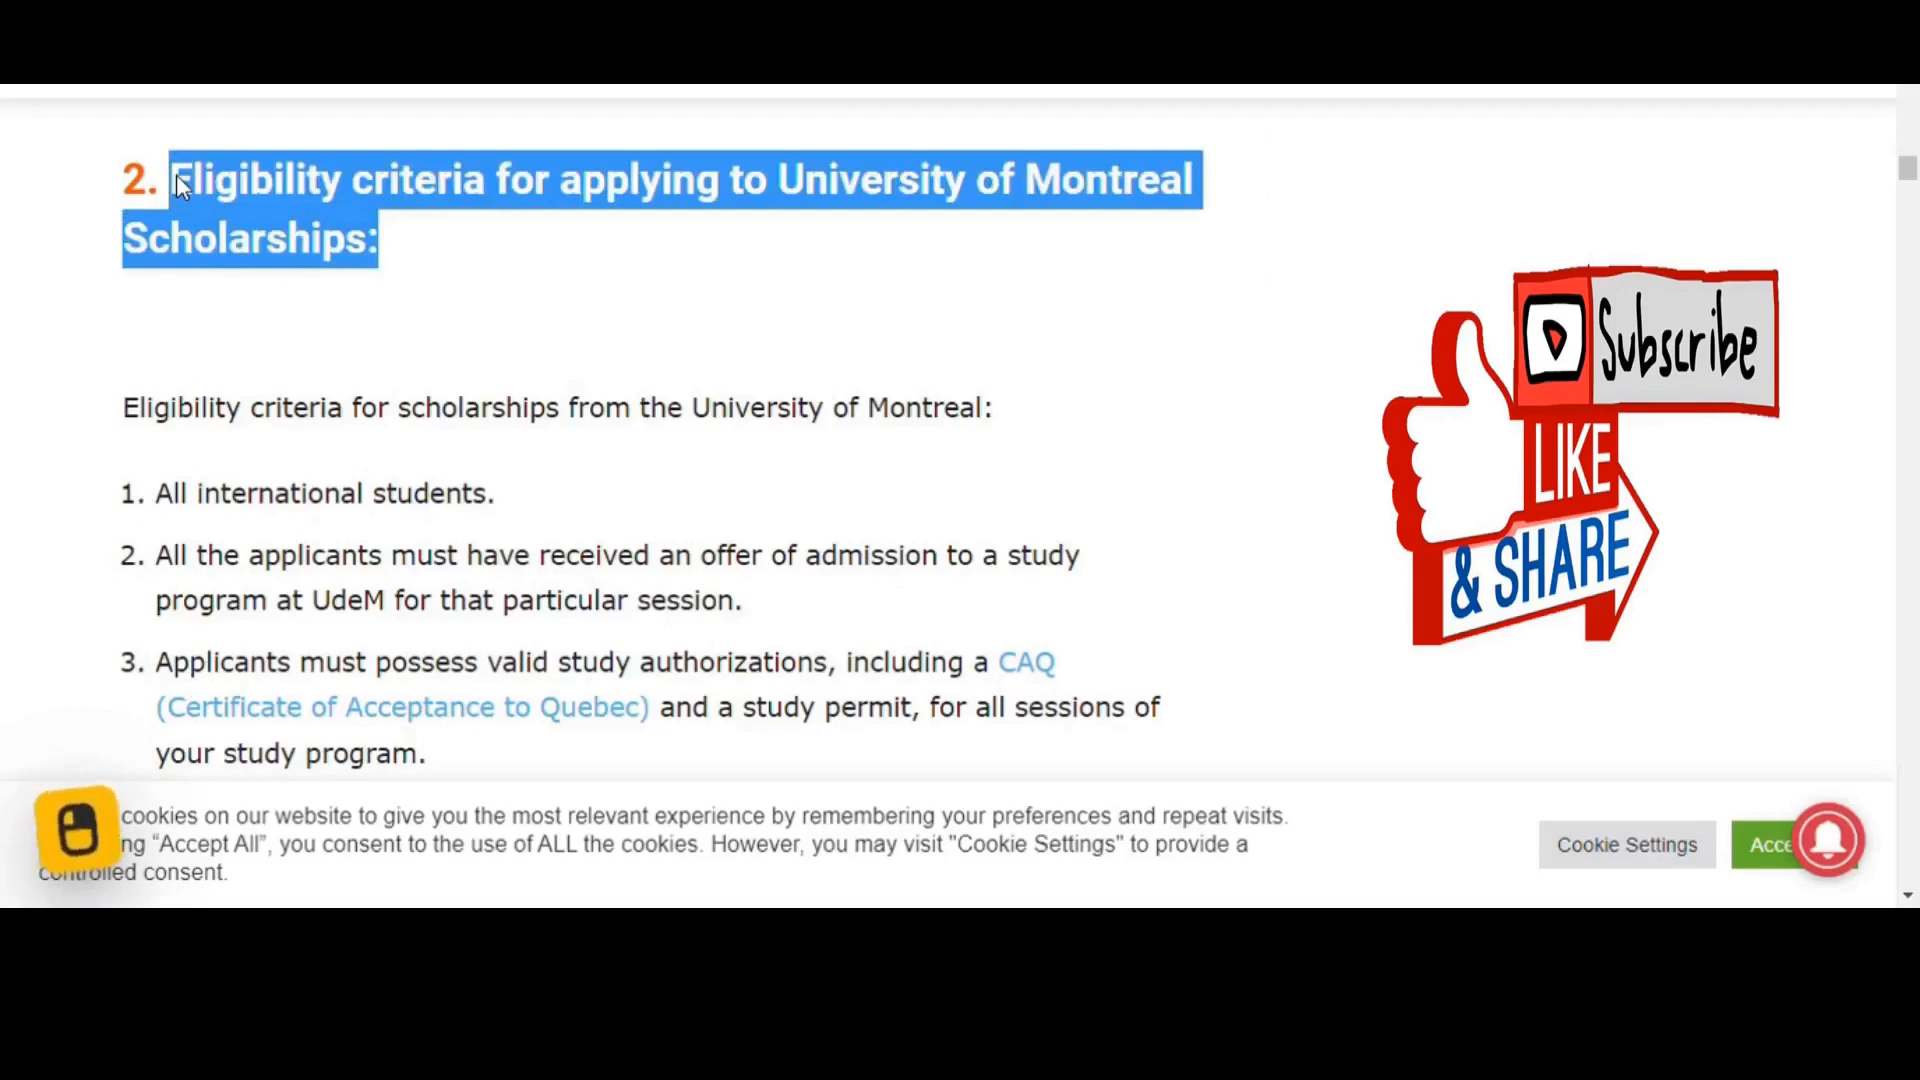 2. Eligibility criteria for applying to University of Montreal
Scholarships:
Eligibility criteria for scholarships from the University of Montreal:
1. All international students.
2. All the applicants must have received an offer of admission to a study
program at UdeM for that particular session.
3. Applicants must possess valid study authorizations, including a CAQ
(Certificate of Acceptance to Quebec) and a study permit, for all sessions of
your study program.
Subscribe
LIKE
& SHARE
cookies on our website to give you the most relevant experience by remembering your preferences and repeat visits.
ng “Accept All”, you consent to the use of ALL the cookies. However, you may visit "Cookie Settings" to provide a
controlled consent.
Cookie Settings
Acce